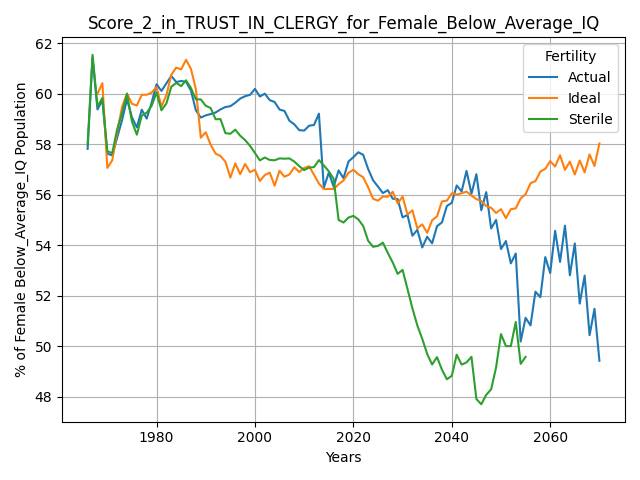 Score_2_in_TRUST_IN_CLERGY_for_Female_Below_Average_IQ
% of Female Below_Average_IQ Population
62
60
58
56
54
52
50
48
Fertility
Actual
Ideal
Sterile
1980
2000
2020
2040
2060
Years